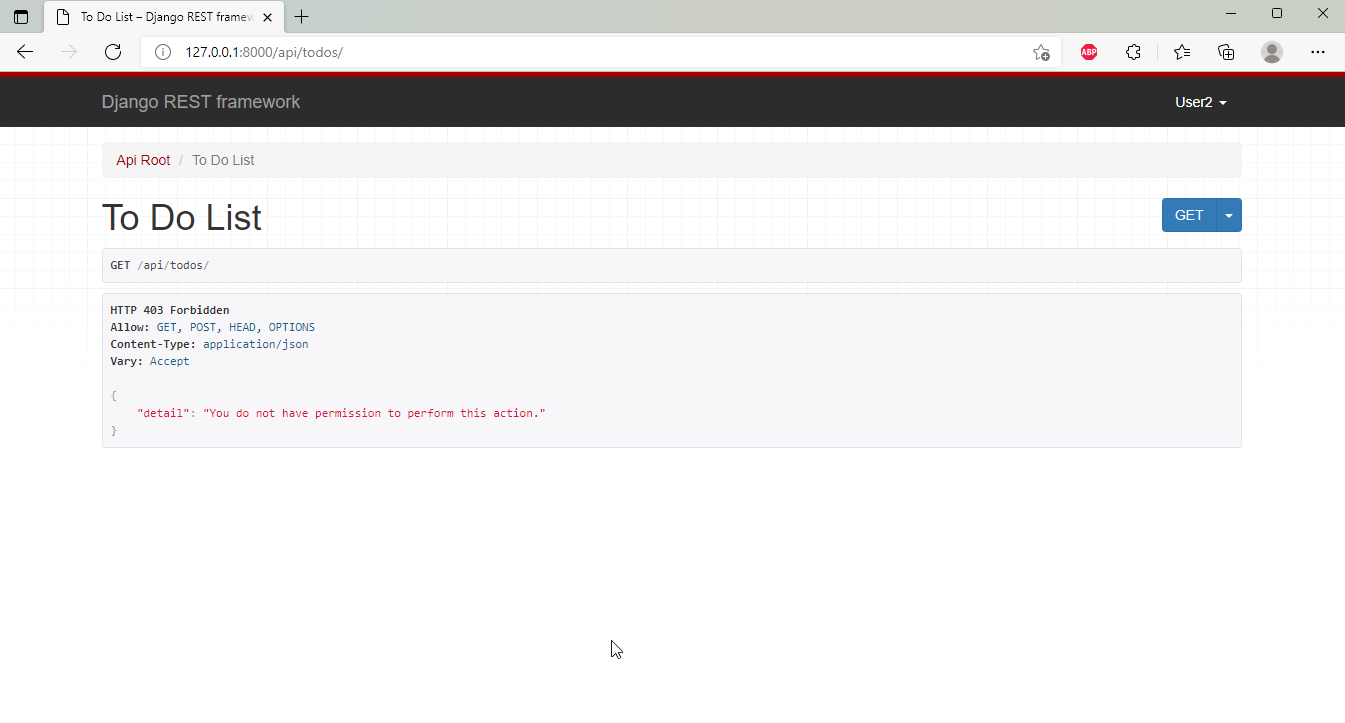 To Do List – Django REST framew
127.0.0.1:8000/api/todos/
ABP
Django REST framework
User2
Api Root / To Do List
To Do List
GET
GET /api/todos/
HTTP 403 Forbidden
Allow: GET, POST, HEAD, OPTIONS
Content-Type: application/json
Vary: Accept
{
"detail": "You do not have permission to perform this action."
}